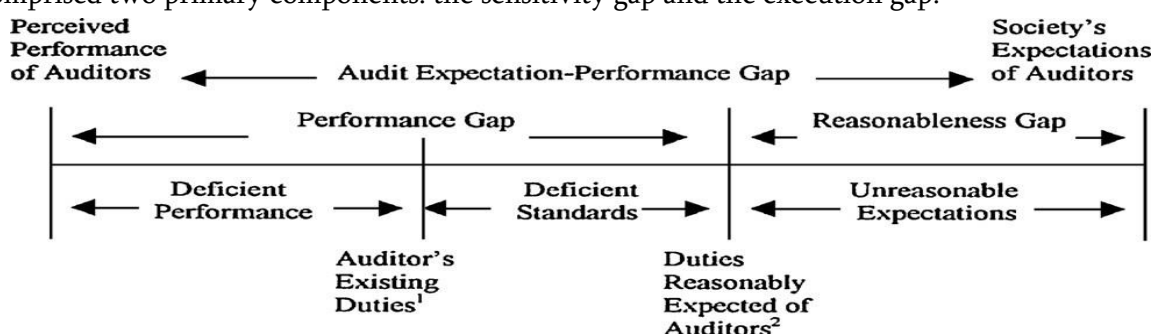 omprised two primary components: the sensitivity gap and the execution gap.
Perceived
Performance
of Auditors
Audit Expectation-Performance Gap
Society's
Expectations
of Auditors
Performance Gap
Reasonableness Gap
Deficient
Performance
Deficient
Standards
Unreasonable
Expectations
Auditor's
Existing
Duties¹
Duties
Reasonably
Expected of
Auditors²